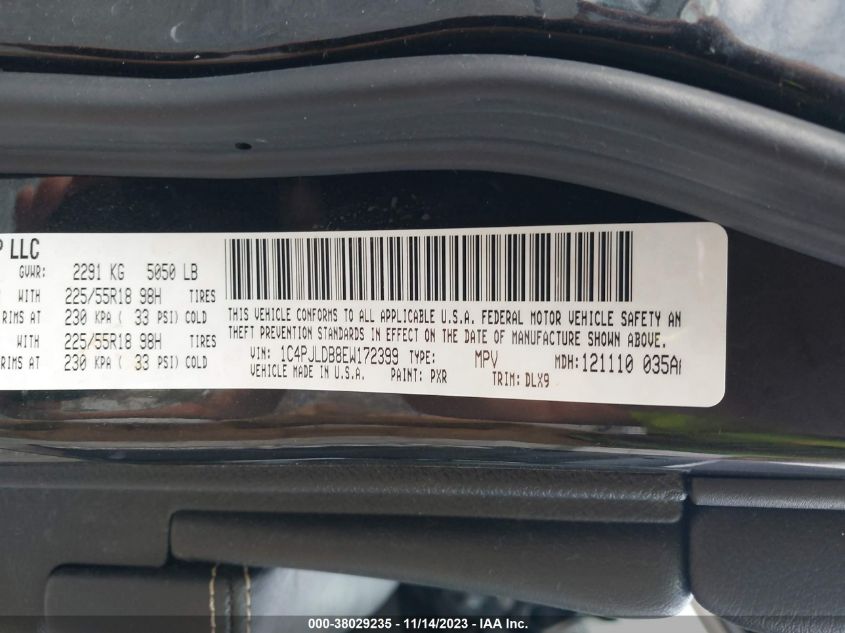 P LLC
GVWR: 2291 KG 5050 LB
WITH 225/55R18 98H TIRES
RIMS AT 230 KPA ( 33 PSI) COLD
WITH 225/55R18 98H TIRES
RIMS AT 230 KPA ( 33 PSI) COLD
THIS VEHICLE CONFORMS TO ALL APPLICABLE U.S.A. FEDERAL MOTOR VEHICLE SAFETY AN
THEFT PREVENTION STANDARDS IN EFFECT ON THE DATE OF MANUFACTURE SHOWN ABOVE.
VIN: 1C4PJLDB8EW172399 TYPE: MPV MDH:121110 035A
VEHICLE MADE IN U.S.A. PAINT: PXR TRIM: DLX9
000-38029235 - 11/14/2023 - IAA Inc.